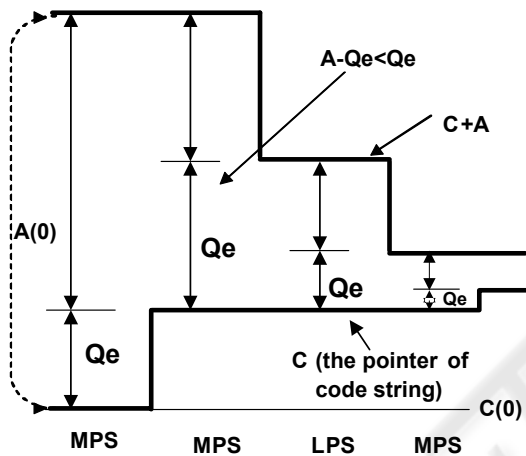 A-Qe<Qe
C+A
A(0)
Qe
Qe
Qe
Qe
C (the pointer of
code string)
C(0)
MPS
MPS
LPS
MPS